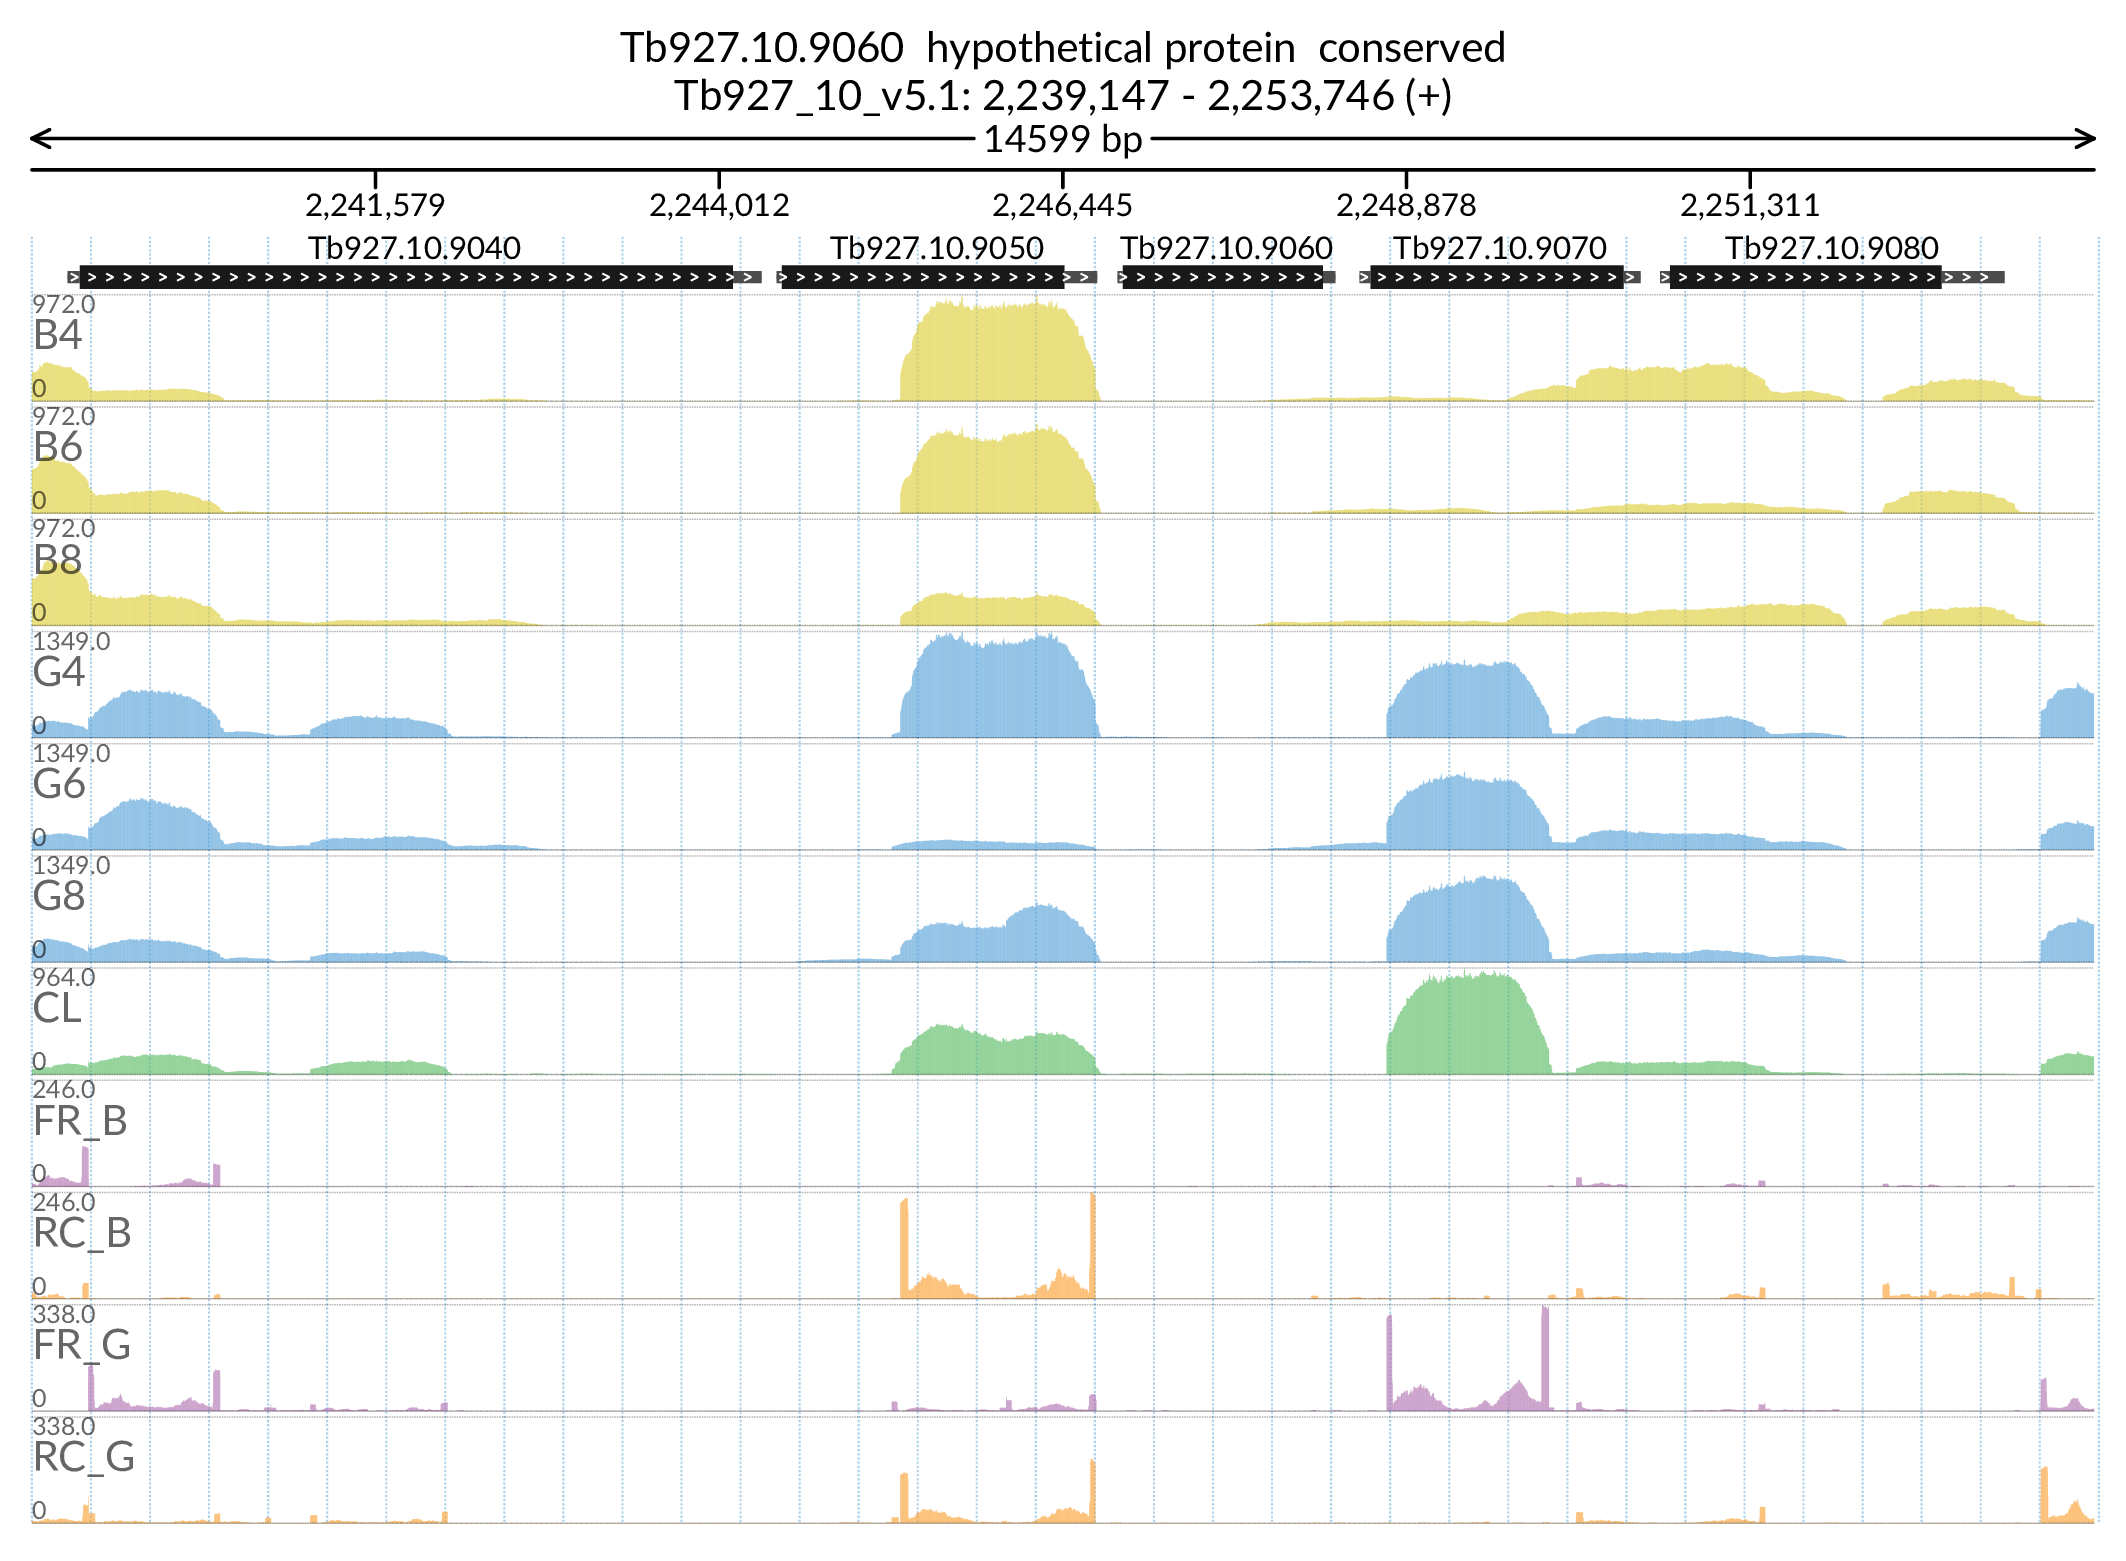 Tb927.10.9060 hypothetical protein conserved
Tb927_10_v5.1: 2,239,147 - 2,253,746 (+)
14599 bp
2,241,579 2,244,012 2,246,445 2,248,878 2,251,311
Tb927.10.9040 Tb927.10.9050 Tb927.10.9060 Tb927.10.9070 Tb927.10.9080
972.0
B4
0
972.0
B6
0
972.0
B8
0
1349.0
G4
0
1349.0
G6
0
1349.0
G8
0
964.0
CL
0
246.0
FR_B
0
246.0
RC_B
0
338.0
FR_G
0
338.0
RC_G
0